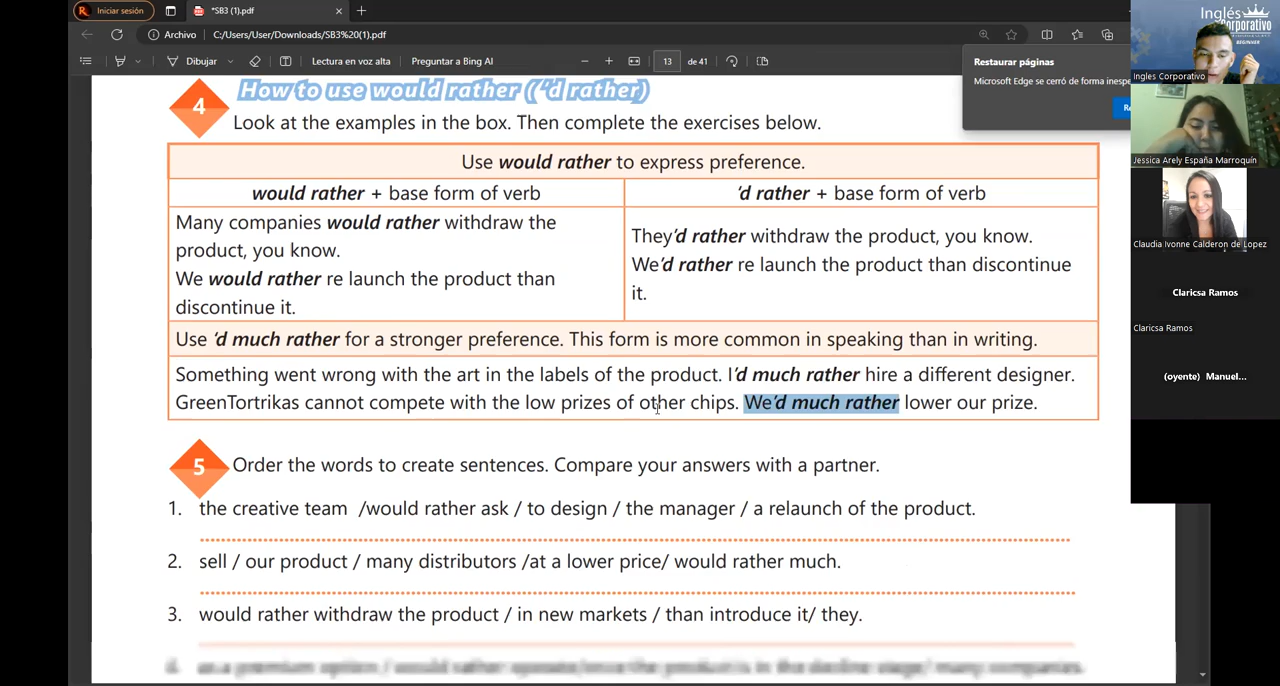 Iniciar sesión
*SB3 (1).pdf
Archivo C:/Users/User/Downloads/SB3%20(1).pdf
Dibujar
Lectura en voz alta
Preguntar a Bing AI
13 de 41
Restaurar páginas
Microsoft Edge se cerró de forma inespe
4 How to use would rather (('d rather)
Look at the examples in the box. Then complete the exercises below.
Use would rather to express preference.
would rather + base form of verb
'd rather + base form of verb
Many companies would rather withdraw the
product, you know.
We would rather re launch the product than
discontinue it.
They'd rather withdraw the product, you know.
We'd rather re launch the product than discontinue
it.
Use 'd much rather for a stronger preference. This form is more common in speaking than in writing.
Something went wrong with the art in the labels of the product. I'd much rather hire a different designer.
GreenTortrikas cannot compete with the low prizes of other chips. We'd much rather lower our prize.
5 Order the words to create sentences. Compare your answers with a partner.
1. the creative team /would rather ask / to design / the manager / a relaunch of the product.
2. sell / our product / many distributors /at a lower price/ would rather much.
3. would rather withdraw the product / in new markets / than introduce it/ they.
Inglés
Corporativo
BEGINNER
Ingles Corporativo
Jessica Arely España Marroquín
Claudia Ivonne Calderon de Lopez
Claricsa Ramos
Claricsa Ramos
(oyente) Manuel...